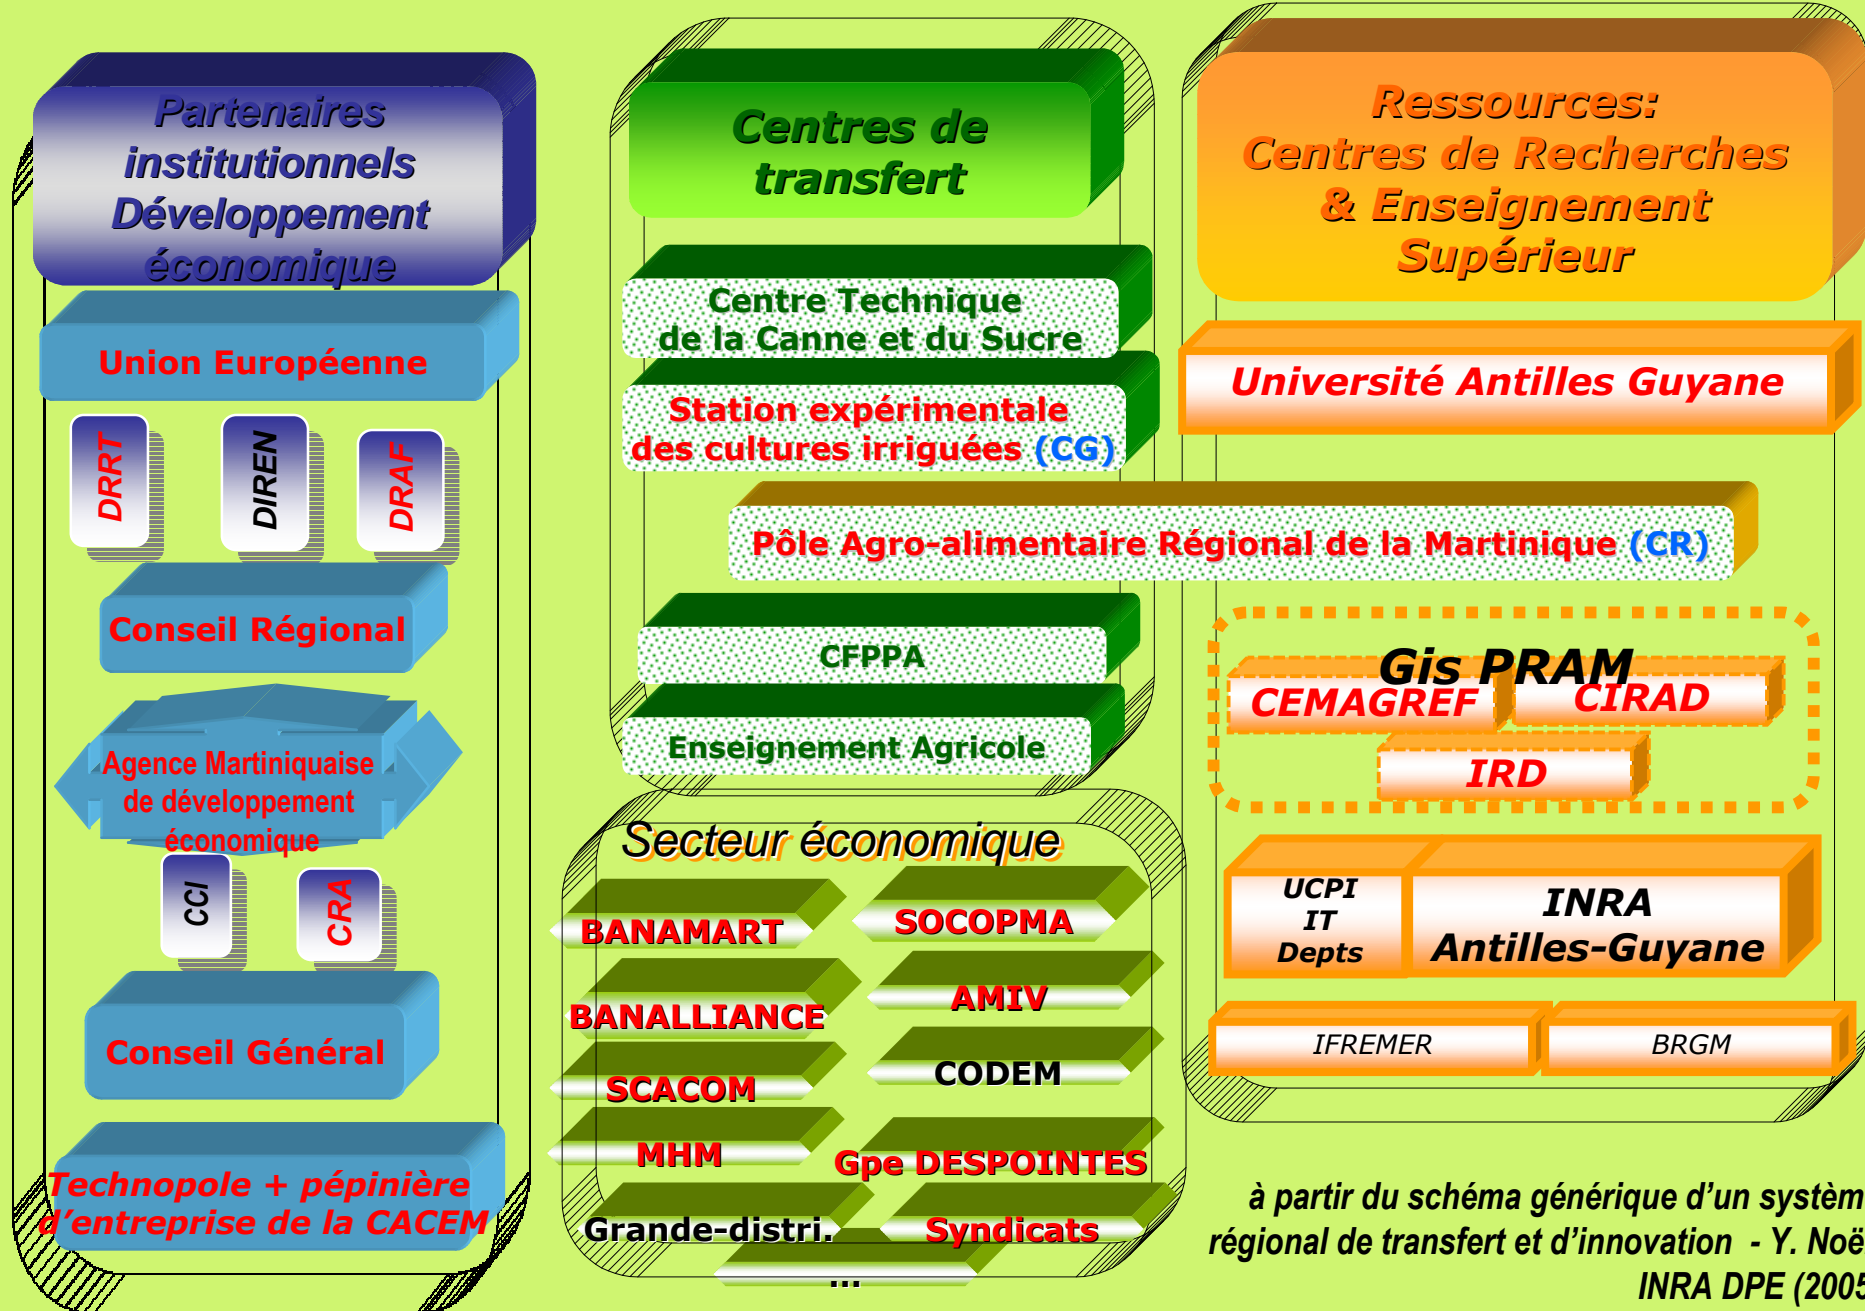 Partenaires
institutionnels
Développement
économique
Union Européenne
DRRT
DIREN
DRAF
Conseil Régional
Agence Martiniquaise
de développement
économique
CCI
CRA
Conseil Général
Technopole + pépinière
d’entreprise de la CACEM
Centres de
transfert
Centre Technique
de la Canne et du Sucre
Station expérimentale
des cultures irriguées (CG)
Pôle Agro-alimentaire Régional de la Martinique (CR)
CFPPA
Enseignement Agricole
Secteur économique
BANAMART
SOCOPMA
BANALLIANCE
AMIV
SCACOM
CODEM
MHM
Gpe DESPOINTES
Grande-distri.
Syndicats
...
Ressources:
Centres de Recherches
& Enseignement
Supérieur
Université Antilles Guyane
Gis PRAM
CEMAGREF
CIRAD
IRD
UCPI
IT
Depts
INRA
Antilles-Guyane
IFREMER
BRGM
à partir du schéma générique d’un systèm
régional de transfert et d’innovation - Y. Noë
INRA DPE (2005